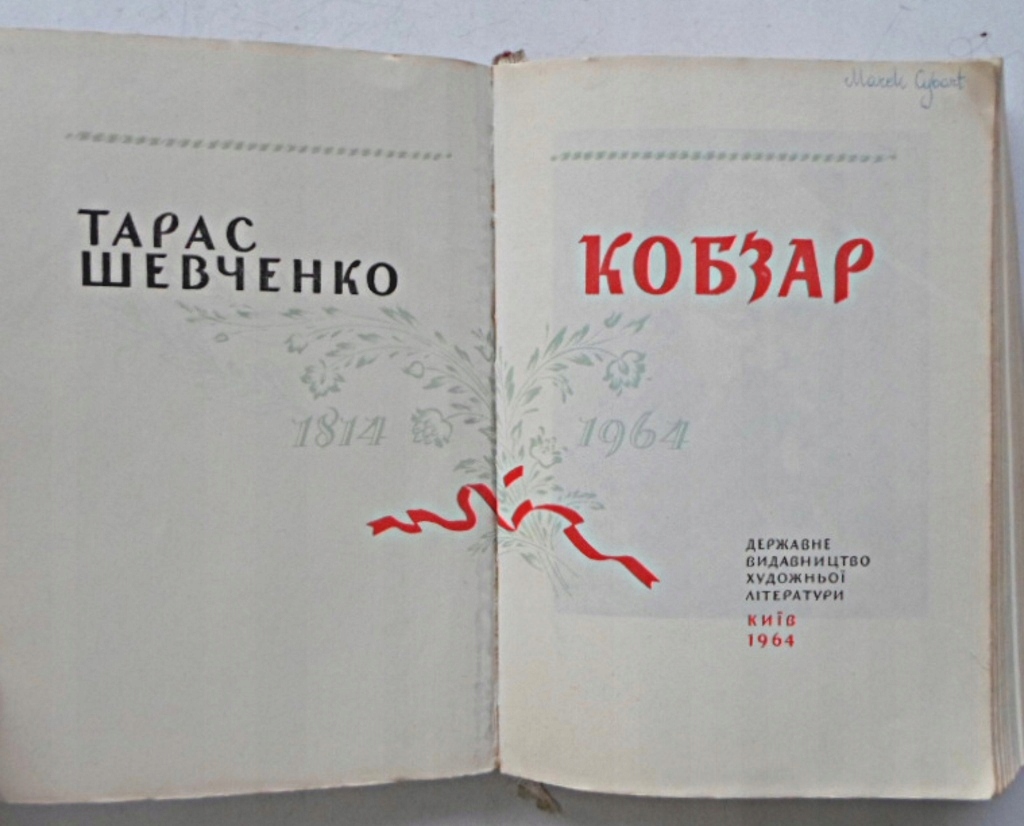 ТАРАС
ШЕВЧЕНКО
1814
Marek Cybart
КОБЗАР
1964
ДЕРЖАВНЕ
ВИДАВНИЦТВО
ХУДОЖНЬОЇ
ЛІТЕРАТУРИ
КИЇВ
1964